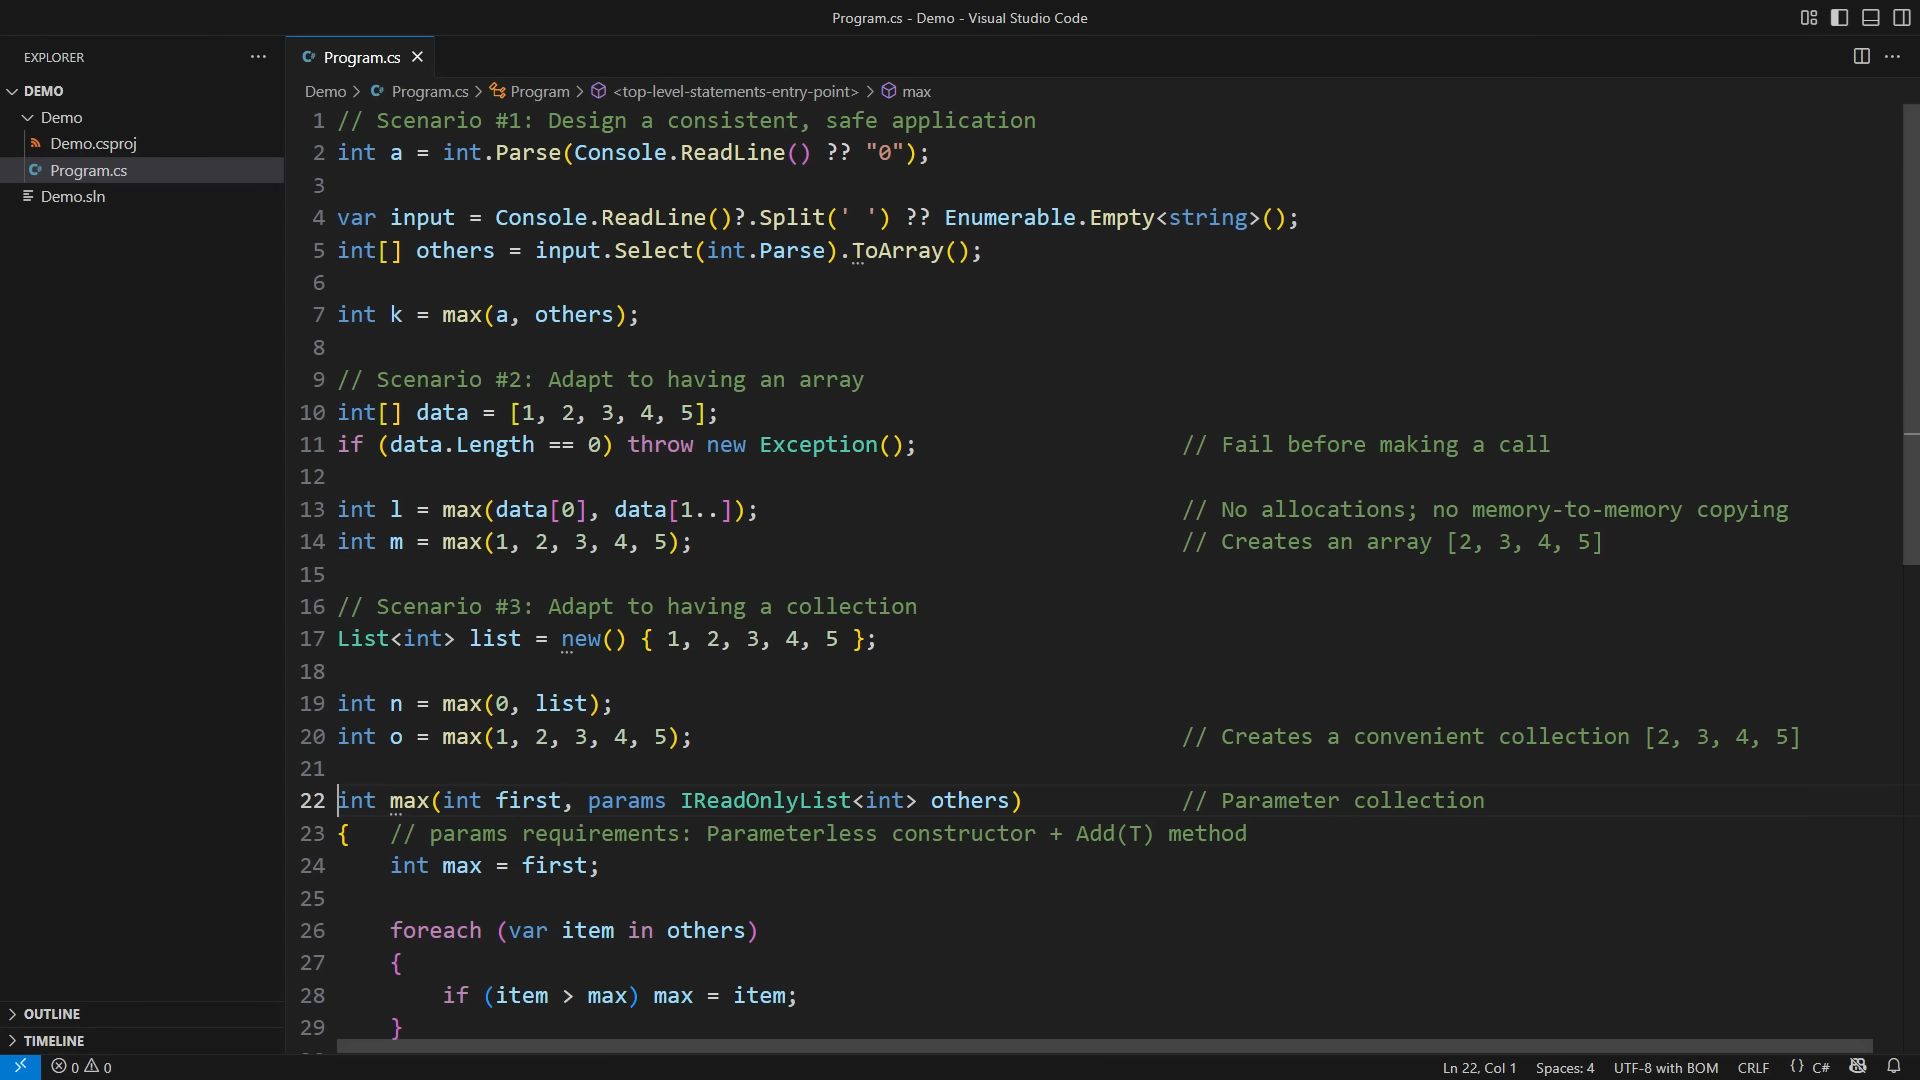 Program.cs - Demo - Visual Studio Code
EXPLORER
DEMO
Demo
Demo.csproj
Program.cs
Demo.sln
OUTLINE
TIMELINE
Program.cs
Demo > Program.cs > Program > <top-level-statements-entry-point> > max
1 // Scenario #1: Design a consistent, safe application
2 int a = int.Parse(Console.ReadLine() ?? "0");
3
4 var input = Console.ReadLine()?.Split(' ') ?? Enumerable.Empty<string>();
5 int[] others = input.Select(int.Parse).ToArray();
6
7 int k = max(a, others);
8
9 // Scenario #2: Adapt to having an array
10 int[] data = [1, 2, 3, 4, 5];
11 if (data.Length == 0) throw new Exception(); // Fail before making a call
12
13 int l = max(data[0], data[1..]); // No allocations; no memory-to-memory copying
14 int m = max(1, 2, 3, 4, 5); // Creates an array [2, 3, 4, 5]
15
16 // Scenario #3: Adapt to having a collection
17 List<int> list = new() { 1, 2, 3, 4, 5 };
18
19 int n = max(0, list);
20 int o = max(1, 2, 3, 4, 5); // Creates a convenient collection [2, 3, 4, 5]
21
22 int max(int first, params IReadOnlyList<int> others) // Parameter collection
23 { // params requirements: Parameterless constructor + Add(T) method
24 int max = first;
25
26 foreach (var item in others)
27 {
28 if (item > max) max = item;
29 }
0 0
Ln 22, Col 1 Spaces: 4 UTF-8 with BOM CRLF {} C#